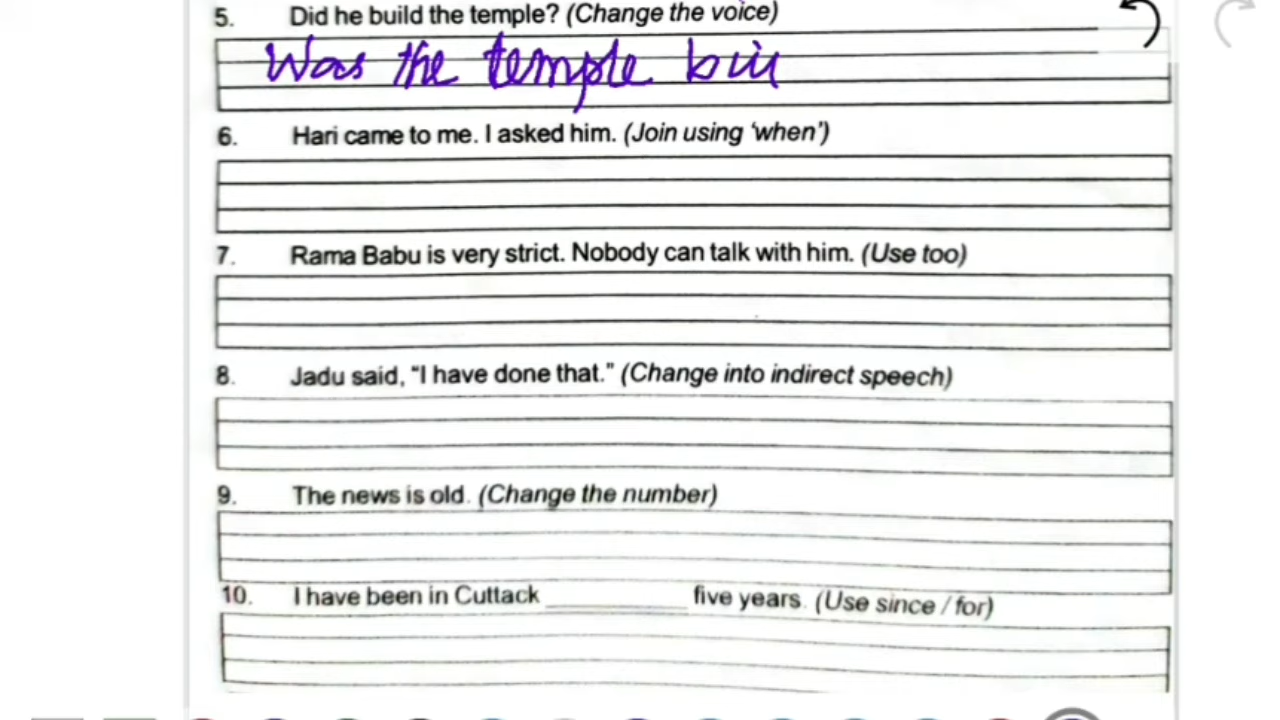 5. Did he build the temple? (Change the voice)
Was the temple
6. Hari came to me. I asked him. (Join using 'when')
7. Rama Babu is very strict. Nobody can talk with him. (Use too)
8. Jadu said, “I have done that.” (Change into indirect speech)
9. The news is old. (Change the number)
10. I have been in Cuttack __________ five years. (Use since / for)